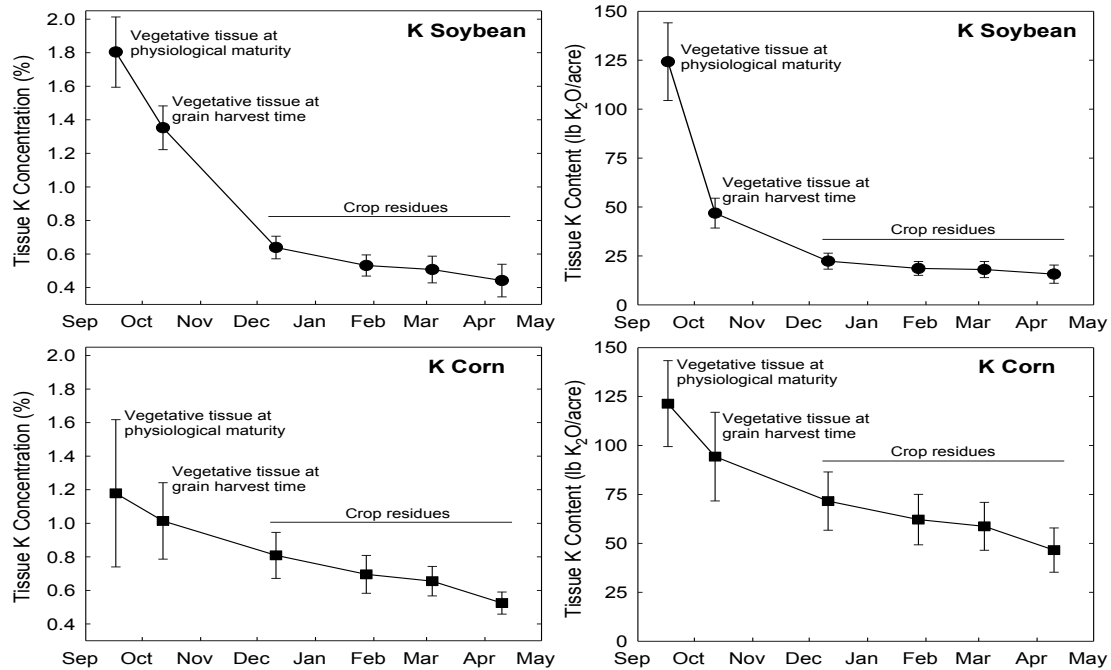 K Soybean
Tissue K Concentration (%)
2.0
1.8
1.6
1.4
1.2
1.0
0.8
0.6
0.4
Vegetative tissue at
physiological maturity
Vegetative tissue at
grain harvest time
Crop residues
Sep Oct Nov Dec Jan Feb Mar Apr May
K Soybean
Tissue K Content (lb K₂O/acre)
150
125
100
75
50
25
0
Vegetative tissue at
physiological maturity
Vegetative tissue at
grain harvest time
Crop residues
Sep Oct Nov Dec Jan Feb Mar Apr May
K Corn
Tissue K Concentration (%)
2.0
1.8
1.6
1.4
1.2
1.0
0.8
0.6
0.4
Vegetative tissue at
physiological maturity
Vegetative tissue at
grain harvest time
Crop residues
Sep Oct Nov Dec Jan Feb Mar Apr May
K Corn
Tissue K Content (lb K₂O/acre)
150
125
100
75
50
25
0
Vegetative tissue at
physiological maturity
Vegetative tissue at
grain harvest time
Crop residues
Sep Oct Nov Dec Jan Feb Mar Apr May